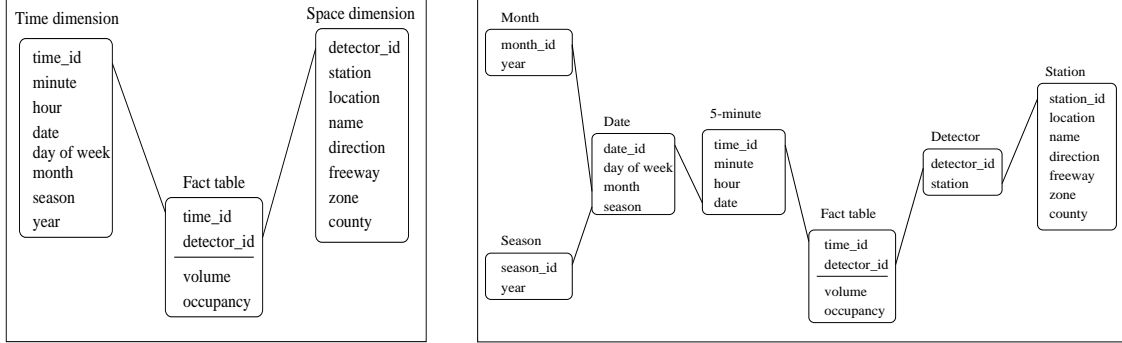 Time dimension
time_id
minute
hour
date
day of week
month
season
year
Fact table
time_id
detector_id
volume
occupancy
Space dimension
detector_id
station
location
name
direction
freeway
zone
county
Month
month_id
year
Season
season_id
year
Date
date_id
day of week
month
season
5-minute
time_id
minute
hour
date
Fact table
time_id
detector_id
volume
occupancy
Detector
detector_id
station
Station
station_id
location
name
direction
freeway
zone
county